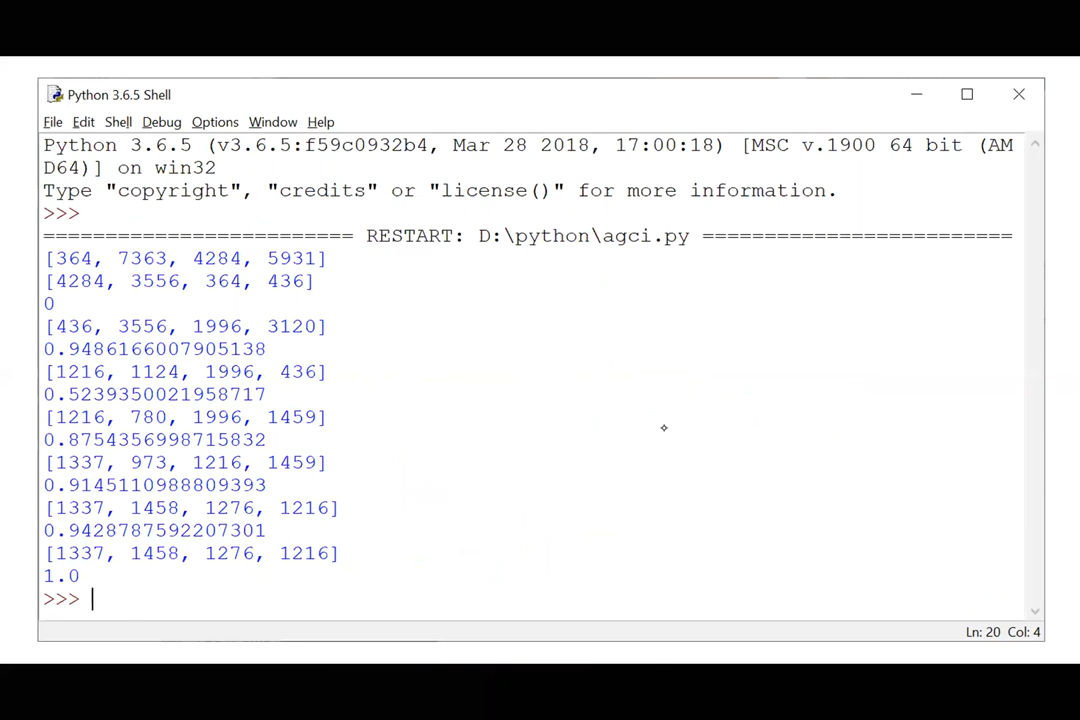 Python 3.6.5 Shell
File Edit Shell Debug Options Window Help
Python 3.6.5 (v3.6.5:f59c0932b4, Mar 28 2018, 17:00:18) [MSC v.1900 64 bit (AM
D64)] on win32
Type "copyright", "credits" or "license()" for more information.
>>>
========================= RESTART: D:\python\agci.py =========================
[364, 7363, 4284, 5931]
[4284, 3556, 364, 436]
0
[436, 3556, 1996, 3120]
0.9486166007905138
[1216, 1124, 1996, 436]
0.5239350021958717
[1216, 780, 1996, 1459]
0.8754356998715832
[1337, 973, 1216, 1459]
0.9145110988809393
[1337, 1458, 1276, 1216]
0.9428787592207301
[1337, 1458, 1276, 1216]
1.0
>>>
Ln: 20 Col: 4